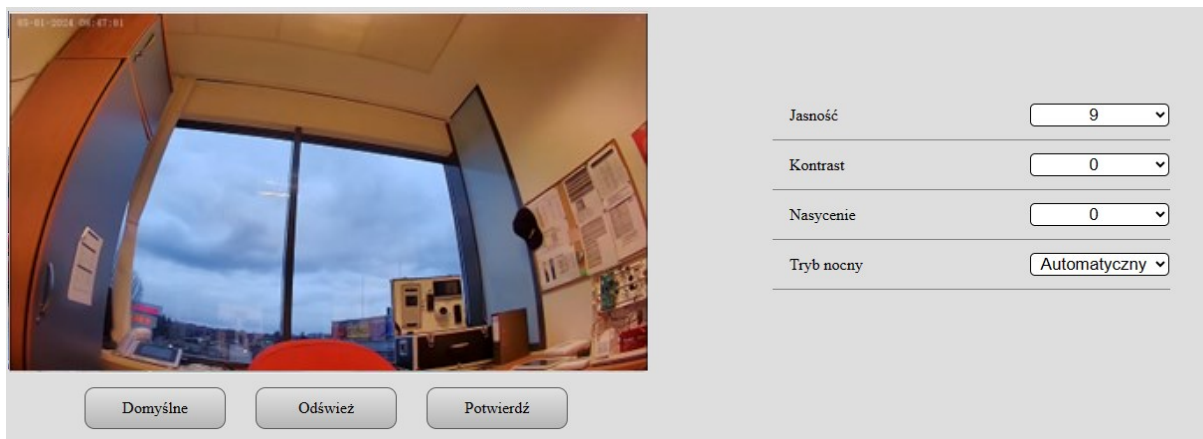 Jasność 9
Kontrast 0
Nasycenie 0
Tryb nocny Automatyczny
Domyślne Odśwież Potwierdź